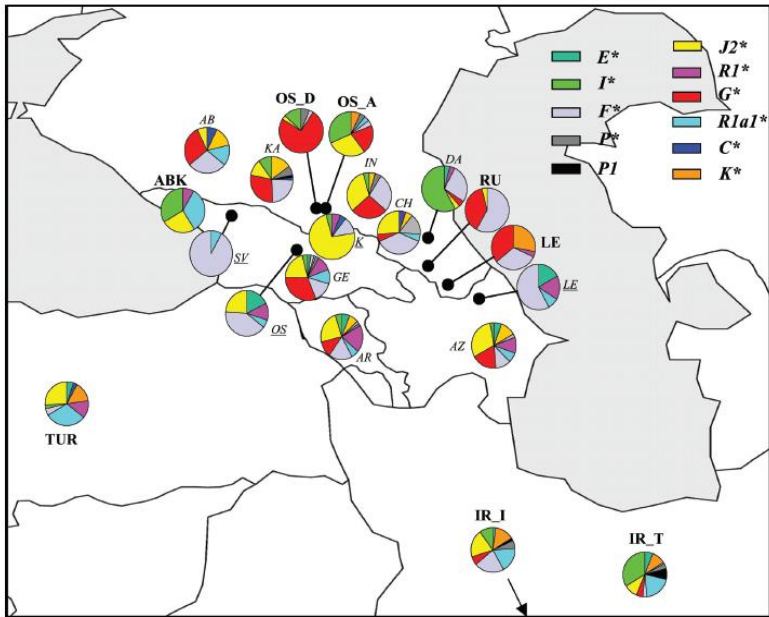 E*
I*
F*
P*
P1
J2*
R1*
G*
R1a1*
C*
K*
OS_D
OS_A
AB
KA
IN
DA
ABK
CH
RU
SV
K
LE
GE
LE
OS
AR
AZ
TUR
IR_I
IR_T